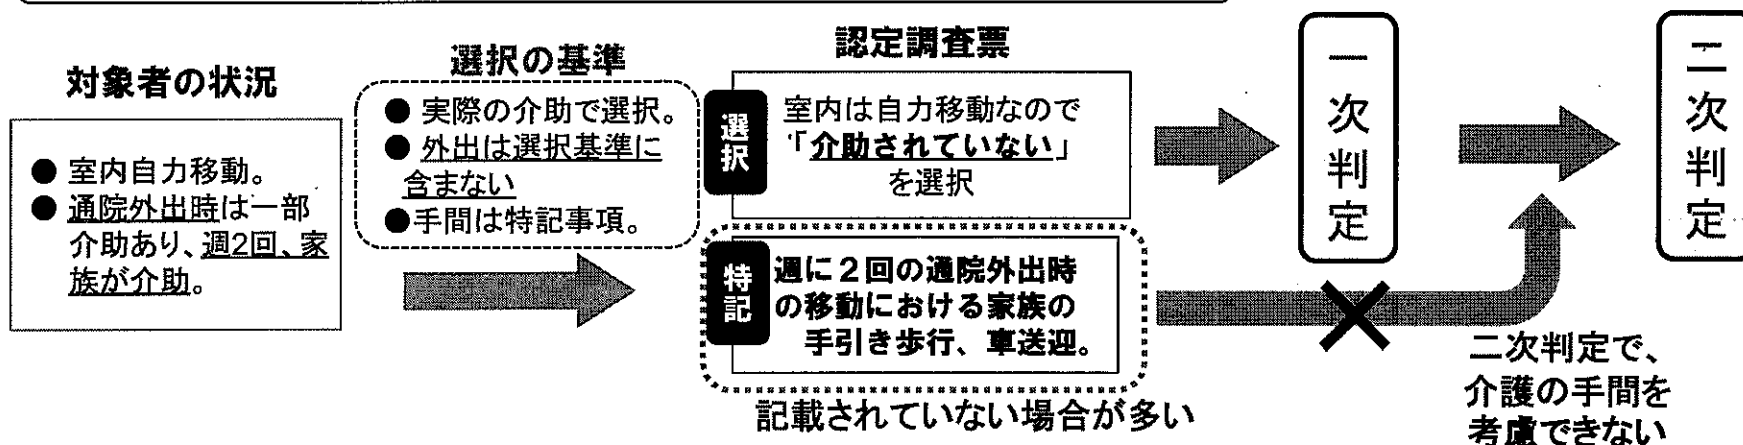 対象者の状況
● 室内自力移動。
● 通院外出時は一部
介助あり、週2回、家
族が介助。
選択の基準
● 実際の介助で選択。
● 外出は選択基準に
含まない
●手間は特記事項。
認定調査票
選択
室内は自力移動なので
「介助されていない」
を選択
特記
週に２回の通院外出時
の移動における家族の
手引き歩行、車送迎。
記載されていない場合が多い
一次判定
二次判定
二次判定で、
介護の手間を
考慮できない